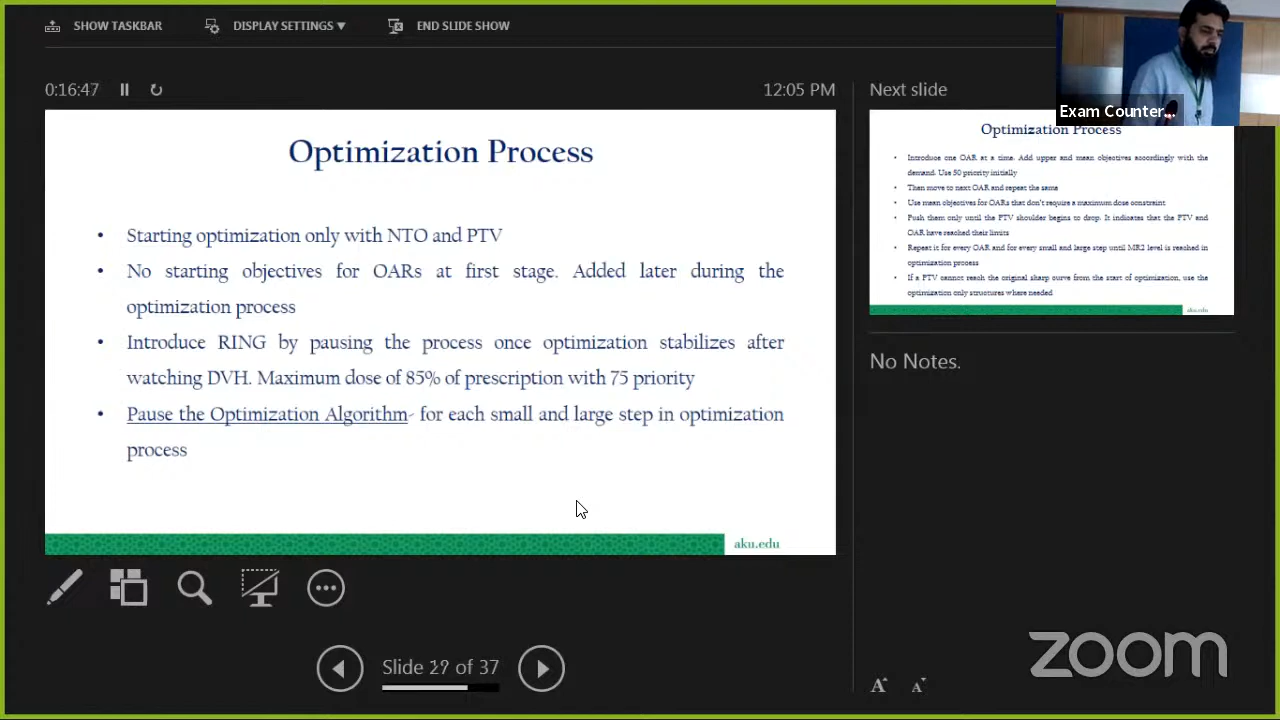 SHOW TASKBAR
DISPLAY SETTINGS ▼
END SLIDE SHOW
0:16:47
12:05 PM
Optimization Process
• Starting optimization only with NTO and PTV
• No starting objectives for OARs at first stage. Added later during the
optimization process
• Introduce RING by pausing the process once optimization stabilizes after
watching DVH. Maximum dose of 85% of prescription with 75 priority
• Pause the Optimization Algorithm- for each small and large step in optimization
process
aku.edu
Slide of 37
Next slide
Exam Counter...
Optimization Process
• Introduce one OAR at a time. Add upper and mean objectives accordingly with the
demand. Use 50 priority initially
• Then move to next OAR and repeat the same
• Use mean objectives for OARs that don't require a maximum dose constraint
• Push them only until the PTV shoulder begins to drop. It indicates that the PTV and
OAR have reached their limits
• Repeat it for every OAR and for every small and large step until MR2 level is reached in
optimization process
• If a PTV cannot reach the original sharp curve from the start of optimization, use the
optimization only structures where needed
aku.edu
No Notes.
A A
zoom